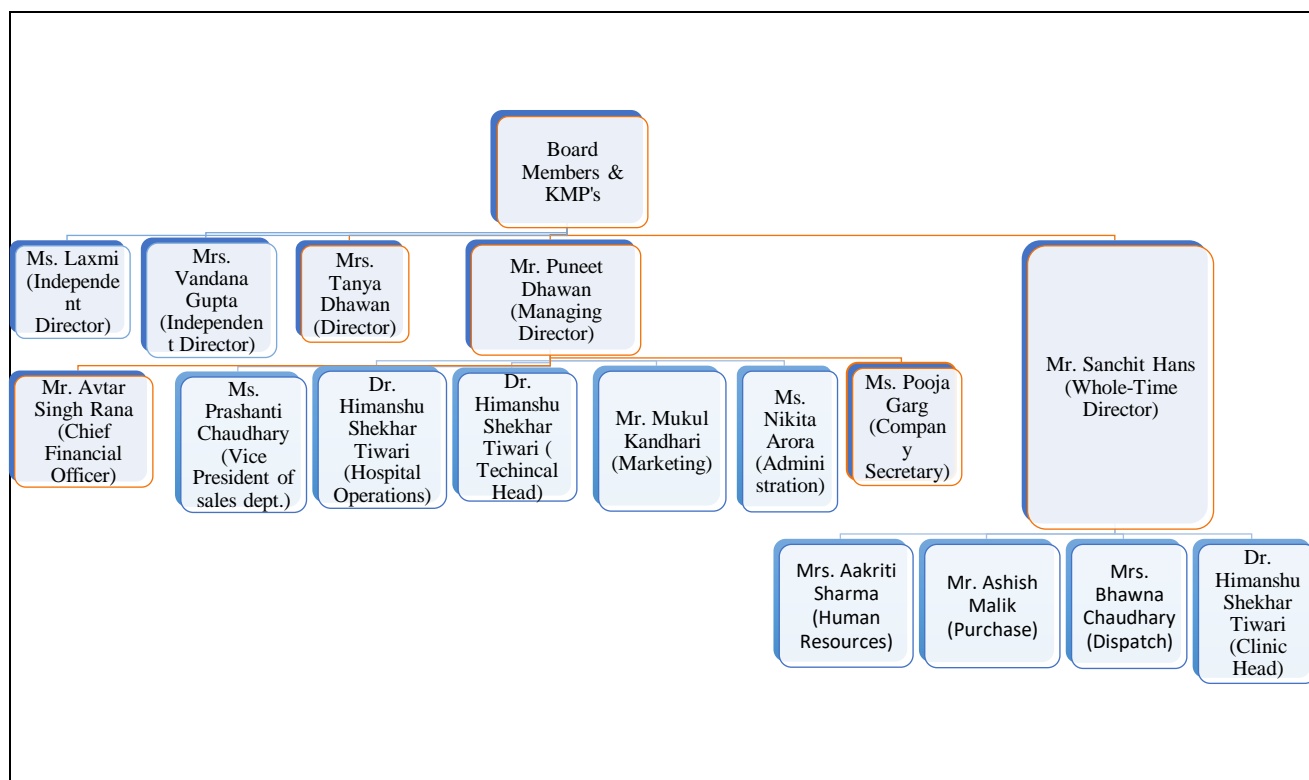 Board
Members &
KMP's
Ms. Laxmi
(Independe
nt
Director)
Mrs.
Vandana
Gupta
(Independen
t Director)
Mrs.
Tanya
Dhawan
(Director)
Mr. Puneet
Dhawan
(Managing
Director)
Mr. Sanchit Hans
(Whole-Time
Director)
Mr. Avtar
Singh Rana
(Chief
Financial
Officer)
Ms.
Prashanti
Chaudhary
(Vice
President of
sales dept.)
Dr.
Himanshu
Shekhar
Tiwari
(Hospital
Operations)
Dr.
Himanshu
Shekhar
Tiwari (
Techincal
Head)
Mr. Mukul
Kandhari
(Marketing)
Ms.
Nikita
Arora
(Admini
stration)
Ms. Pooja
Garg
(Compan
y
Secretary)
Mrs. Aakriti
Sharma
(Human
Resources)
Mr. Ashish
Malik
(Purchase)
Mrs.
Bhawna
Chaudhary
(Dispatch)
Dr.
Himanshu
Shekhar
Tiwari
(Clinic
Head)